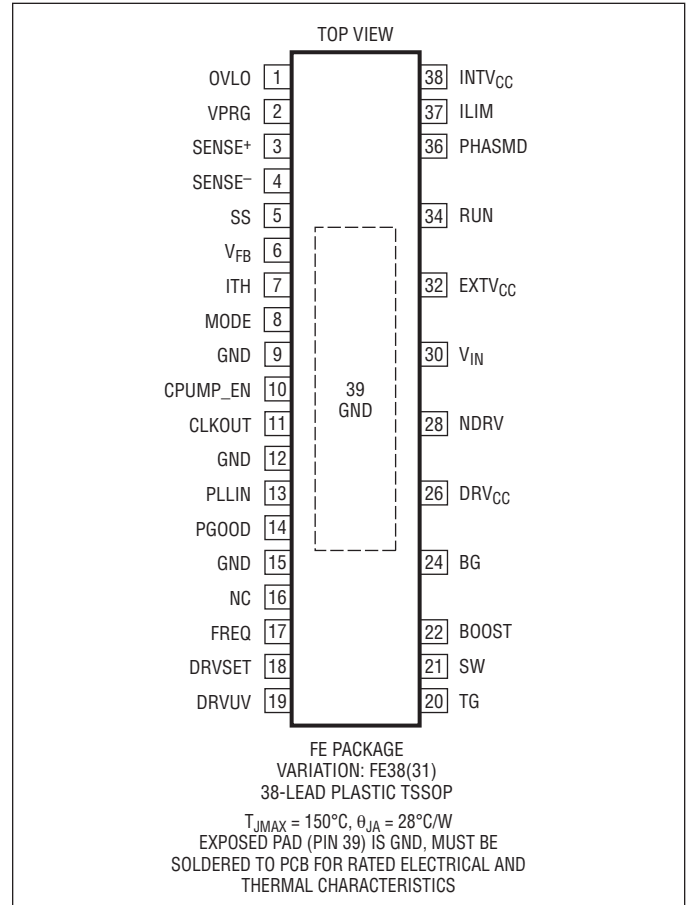 TOP VIEW
OVLO 1
VPRG 2
SENSE+ 3
SENSE– 4
SS 5
VFB 6
ITH 7
MODE 8
GND 9
CPUMP_EN 10
CLKOUT 11
GND 12
PLLIN 13
PGOOD 14
GND 15
NC 16
FREQ 17
DRVSET 18
DRVUV 19
39
GND
38 INTVCC
37 ILIM
36 PHASMD
34 RUN
32 EXTVCC
30 VIN
28 NDRV
26 DRVCC
24 BG
22 BOOST
21 SW
20 TG
FE PACKAGE
VARIATION: FE38(31)
38-LEAD PLASTIC TSSOP
TJMAX = 150°C, θJA = 28°C/W
EXPOSED PAD (PIN 39) IS GND, MUST BE
SOLDERED TO PCB FOR RATED ELECTRICAL AND
THERMAL CHARACTERISTICS